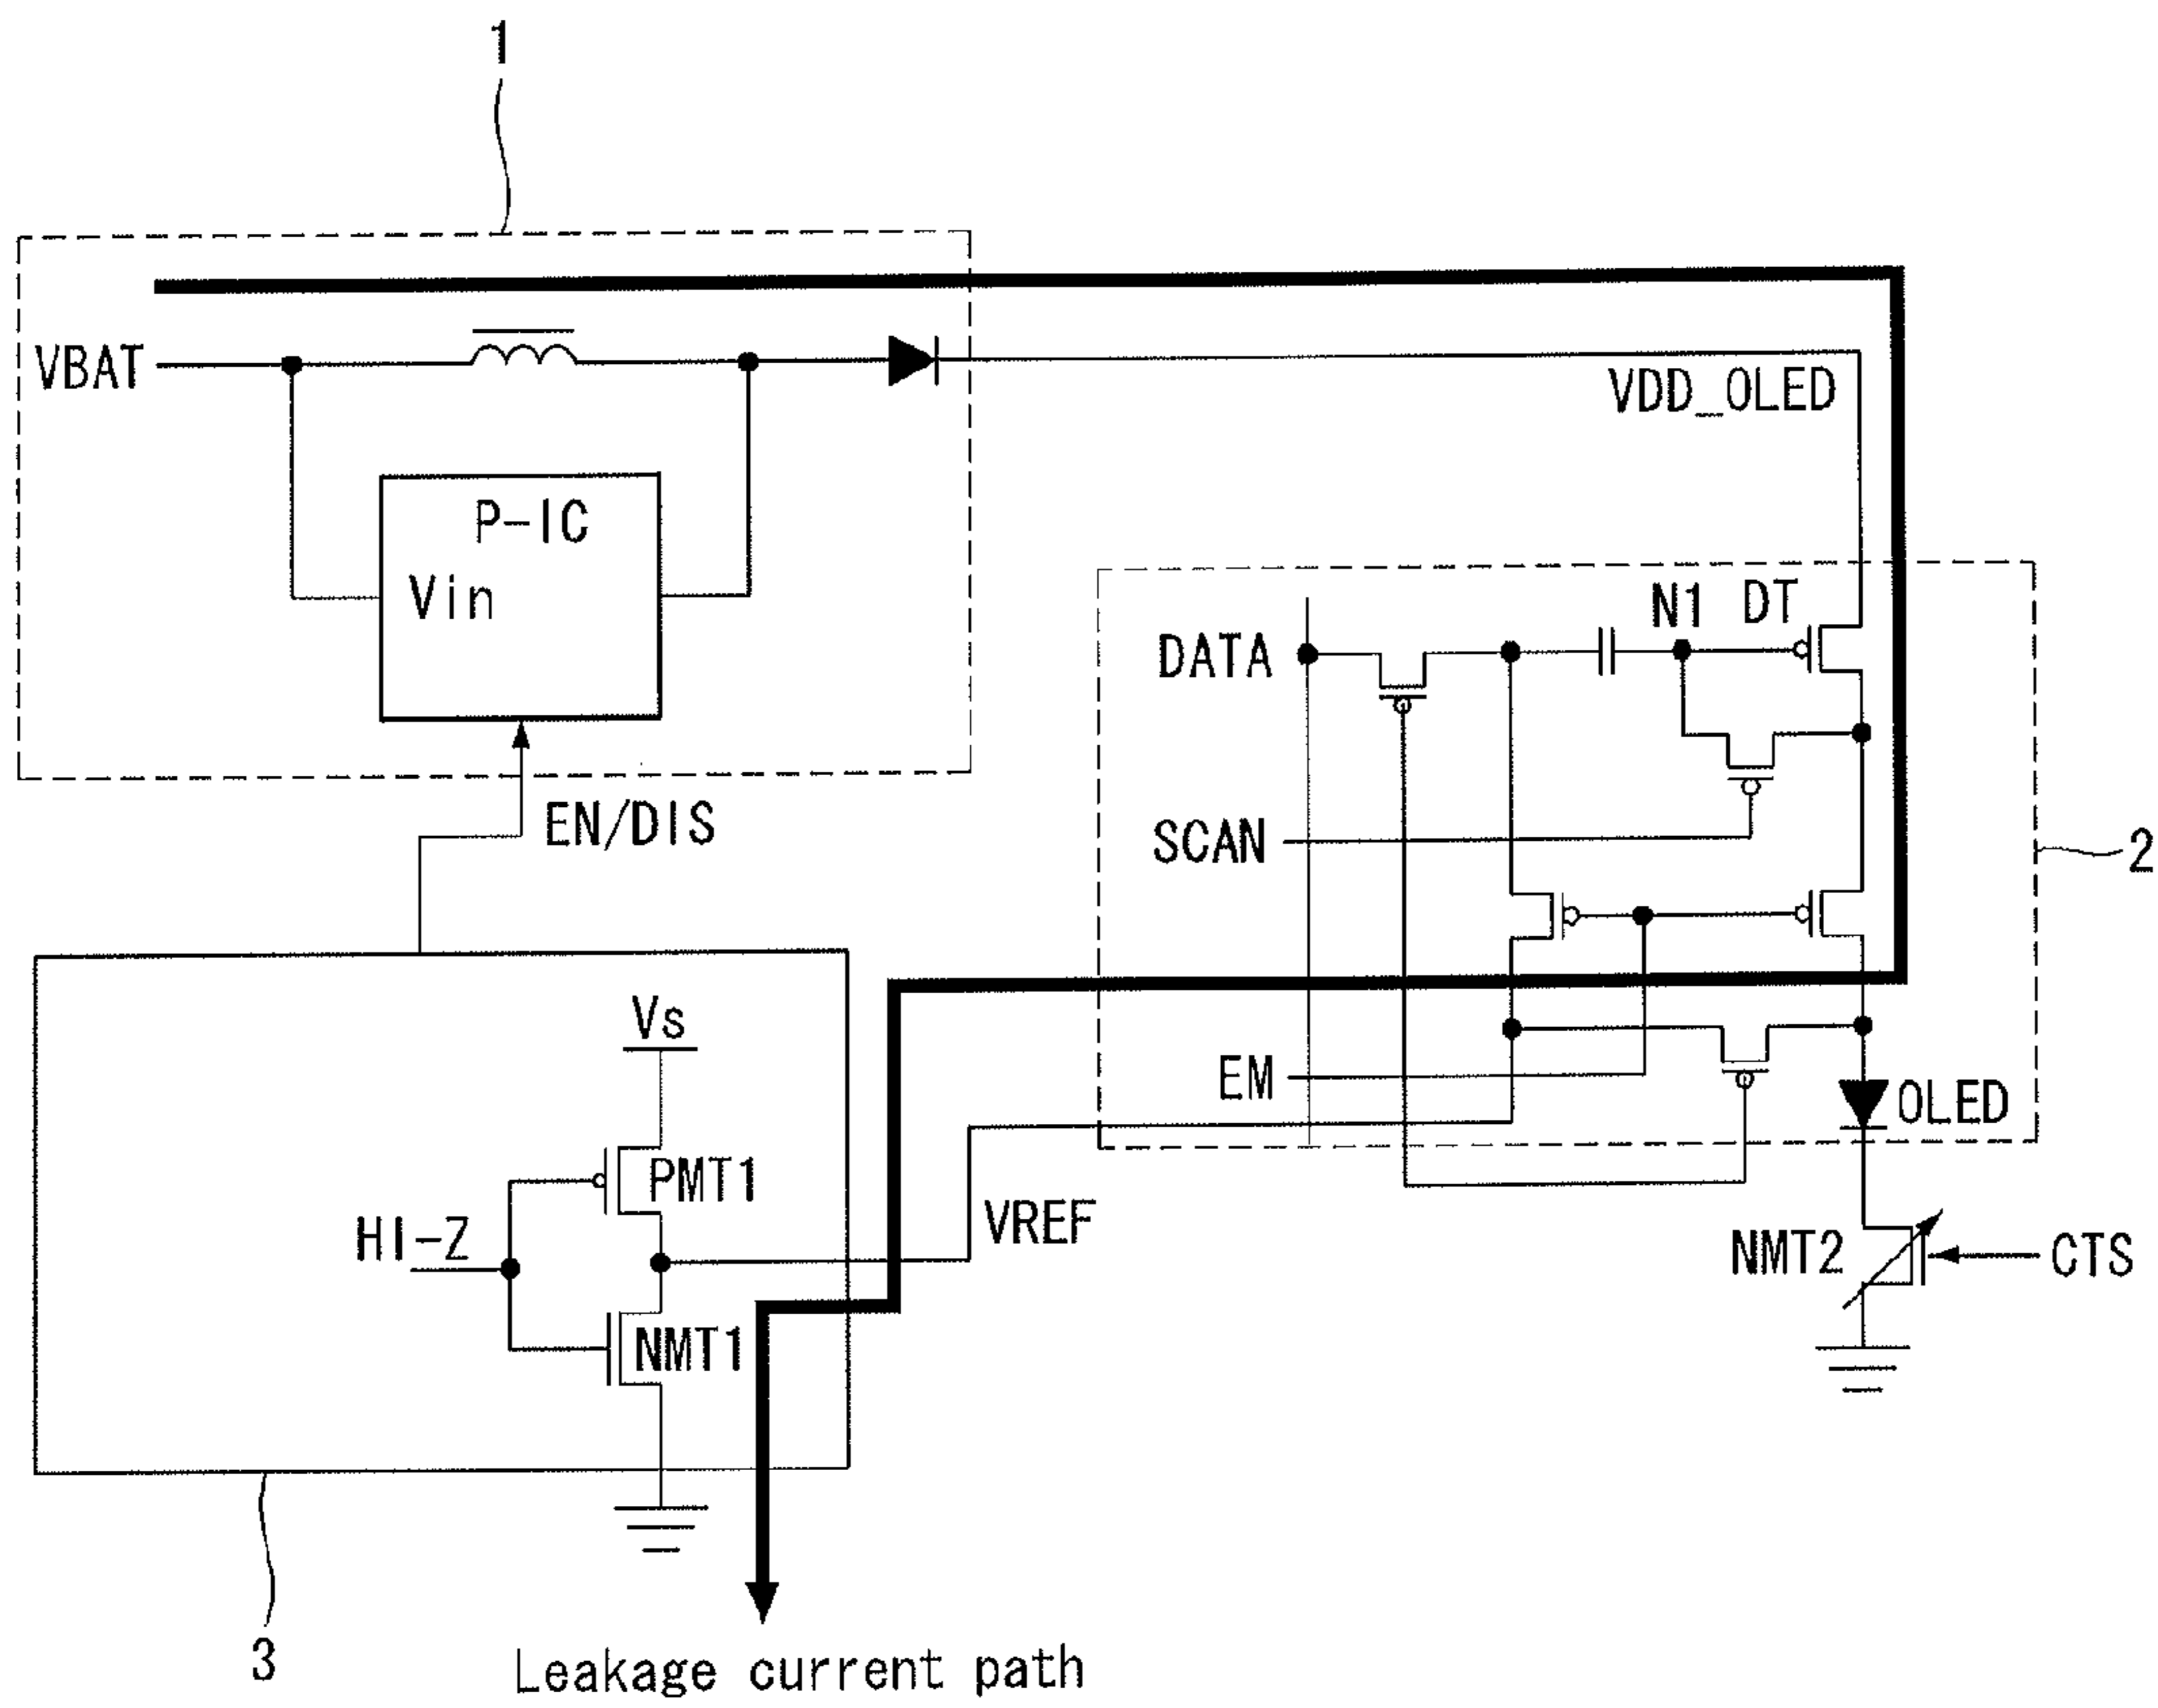 1
VBAT
VDD_OLED
P-IC
Vin
N1 DT
DATA
EN/DIS
SCAN
2
Vs
EM
OLED
PMT1
VREF
HI-Z
NMT2
CTS
NMT1
3
Leakage current path